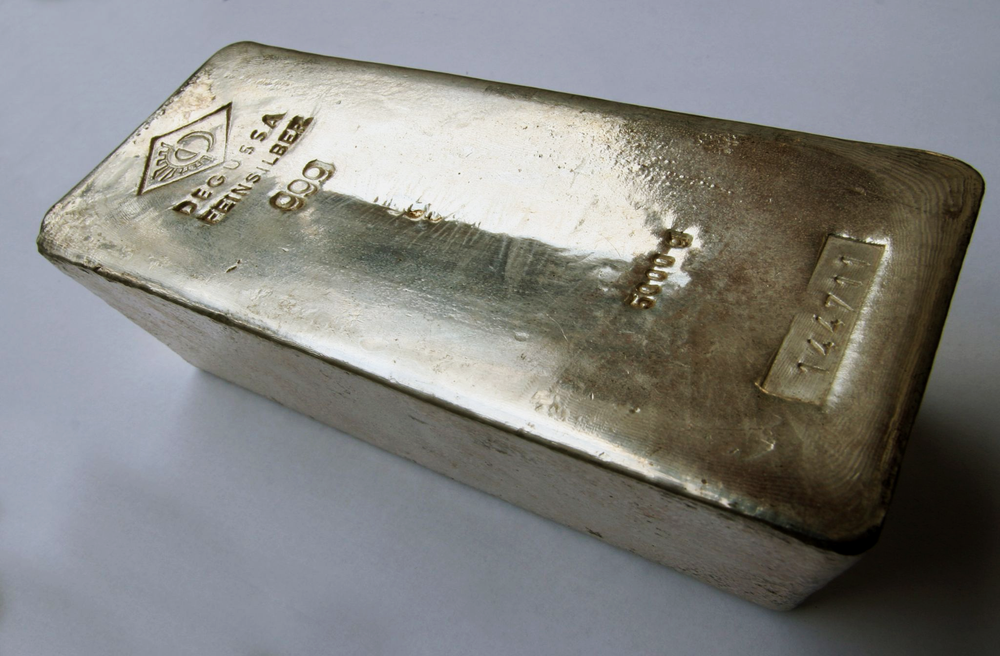 DEGUSSA
FEINSILBER
999
5000 g
144711